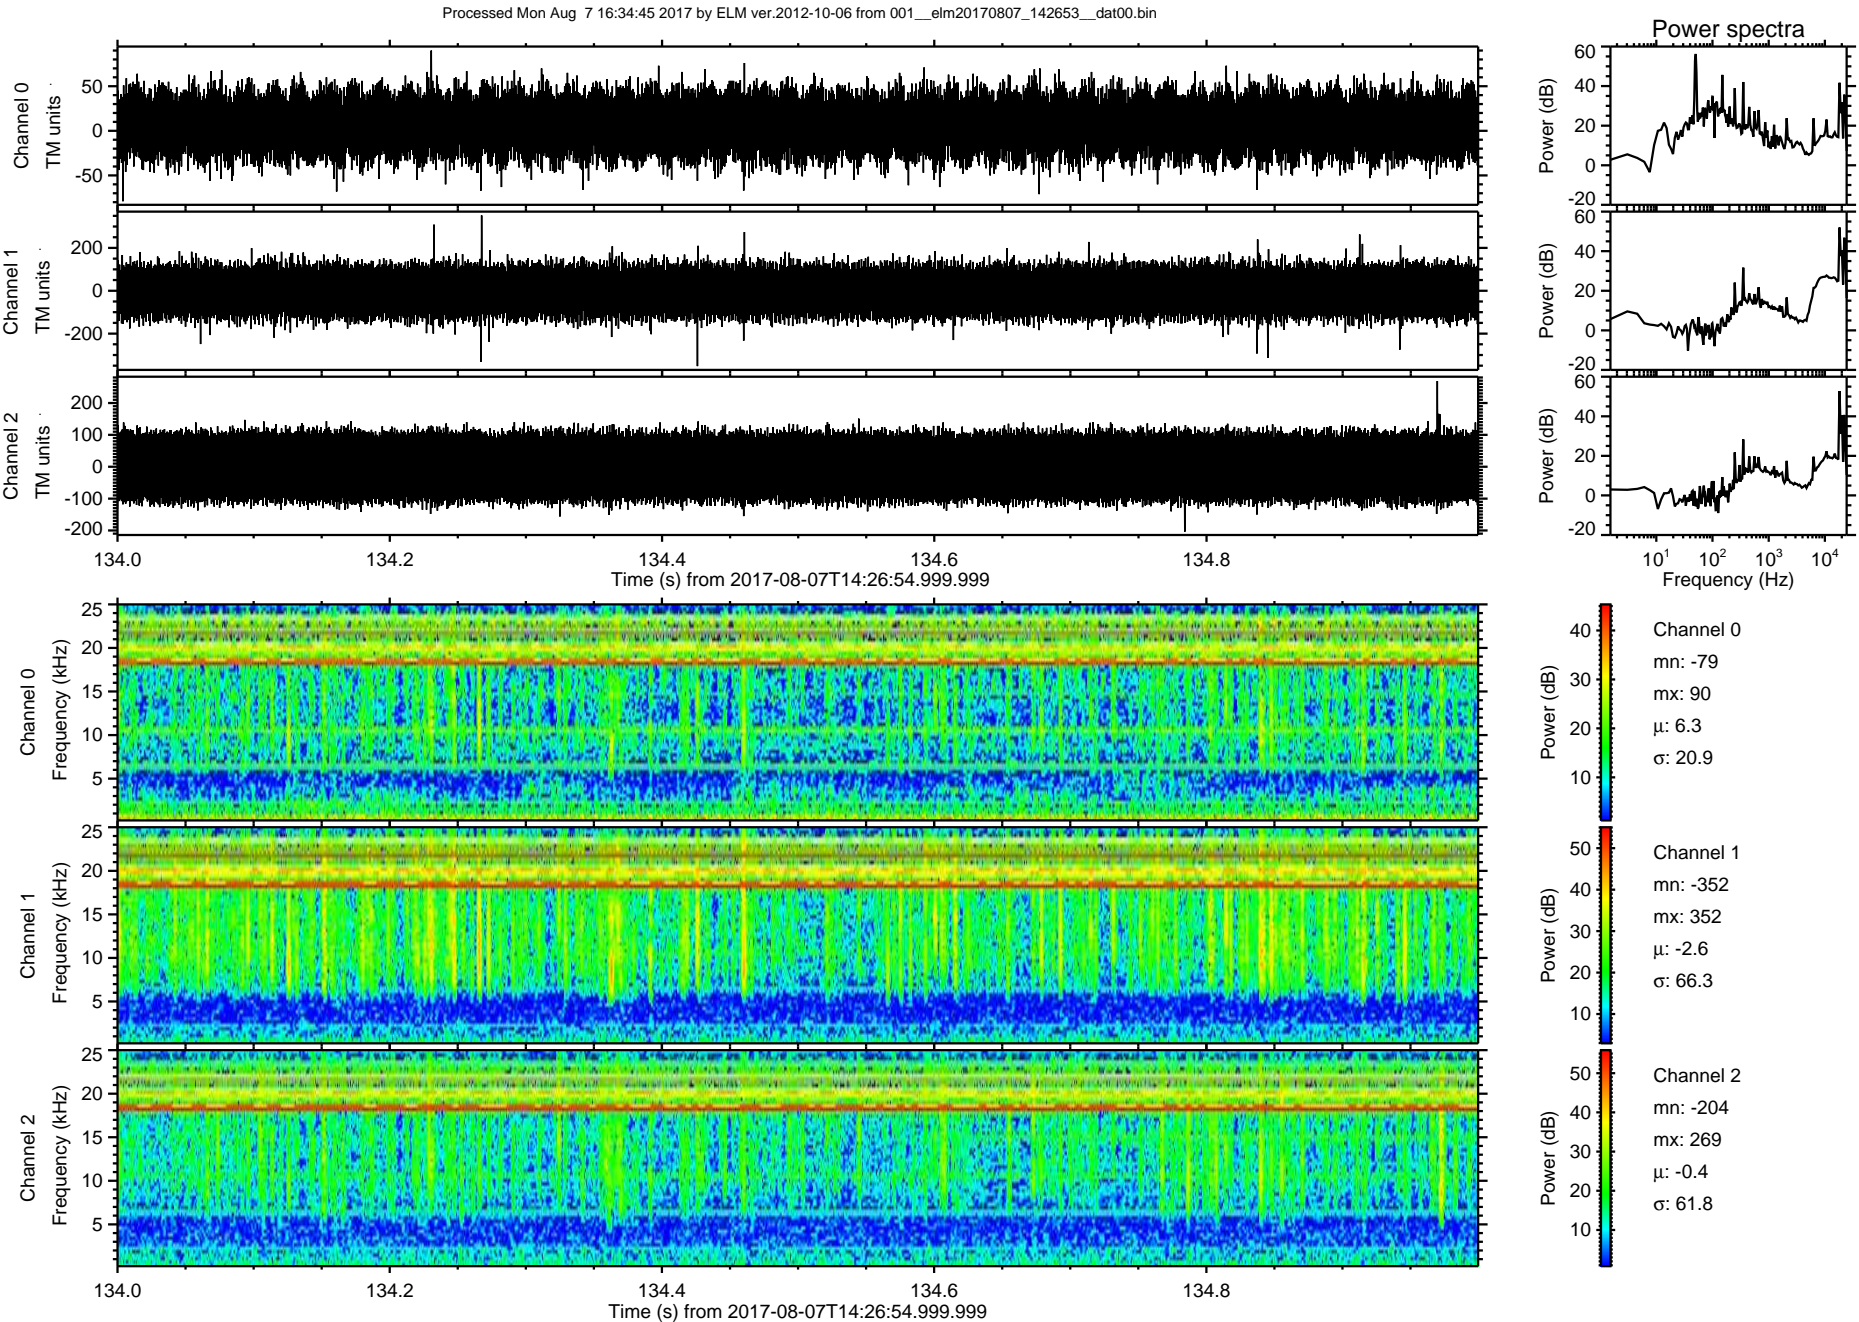 Processed Mon Aug  7 16:34:45 2017 by ELM ver.2012-10-06 from 001__elm20170807_142653__dat00.bin
Power spectra
Channel 0
TM units
50
0
-50
Power (dB)
60
40
20
0
-20
Channel 1
TM units
200
0
-200
Power (dB)
60
40
20
0
-20
Channel 2
TM units
200
100
0
-100
-200
Power (dB)
60
40
20
0
-20
134.0 134.2 134.4 134.6 134.8
Time (s) from 2017-08-07T14:26:54.999.999
10¹ 10² 10³ 10⁴
Frequency (Hz)
Channel 0
Frequency (kHz)
25
20
15
10
5
Power (dB)
40
30
20
10
Channel 0
mn: -79
mx: 90
μ: 6.3
σ: 20.9
Channel 1
Frequency (kHz)
25
20
15
10
5
Power (dB)
50
40
30
20
10
Channel 1
mn: -352
mx: 352
μ: -2.6
σ: 66.3
Channel 2
Frequency (kHz)
25
20
15
10
5
Power (dB)
50
40
30
20
10
Channel 2
mn: -204
mx: 269
μ: -0.4
σ: 61.8
134.0 134.2 134.4 134.6 134.8
Time (s) from 2017-08-07T14:26:54.999.999